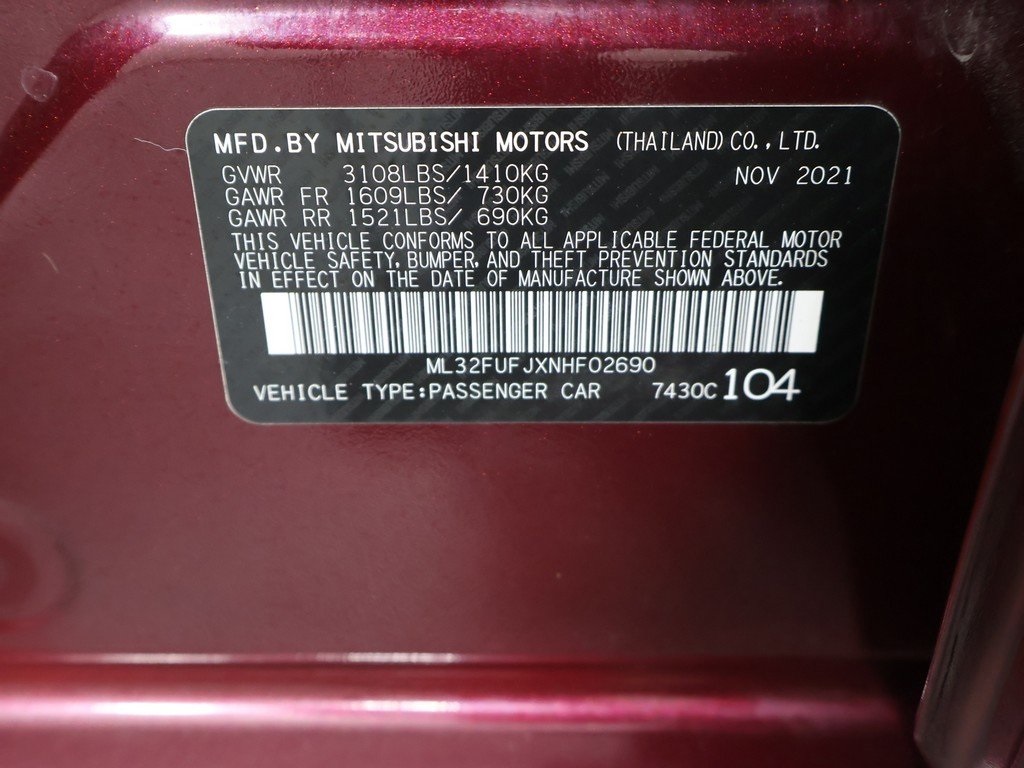 MFD.BY MITSUBISHI MOTORS (THAILAND) CO.,LTD.
GVWR 3108LBS/1410KG NOV 2021
GAWR FR 1609LBS/ 730KG
GAWR RR 1521LBS/ 690KG
THIS VEHICLE CONFORMS TO ALL APPLICABLE FEDERAL MOTOR
VEHICLE SAFETY, BUMPER, AND THEFT PREVENTION STANDARDS
IN EFFECT ON THE DATE OF MANUFACTURE SHOWN ABOVE.
ML32FUFJXNHF02690
VEHICLE TYPE:PASSENGER CAR 7430C 104